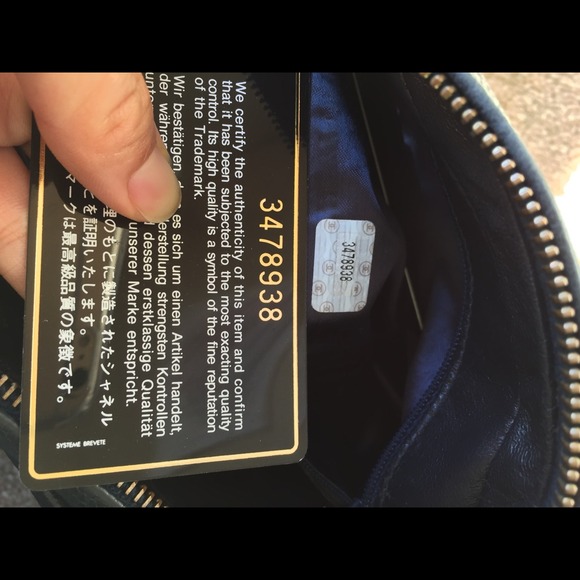 3478938
We certify the authenticity of this item and confirm
that it has been subjected to the most exacting quality
control. Its high quality is a symbol of the fine reputation
of the Trademark.
Wir bestätigen, es sich um einen Artikel handelt,
der strengsten Kontrollen
dessen erstklassige Qualität
unserer Marke entspricht.
のもとに製造されたシャネル
とを証明いたします。
マークは最高級品質の象徴です。
SYSTEME BREVETE
3478938